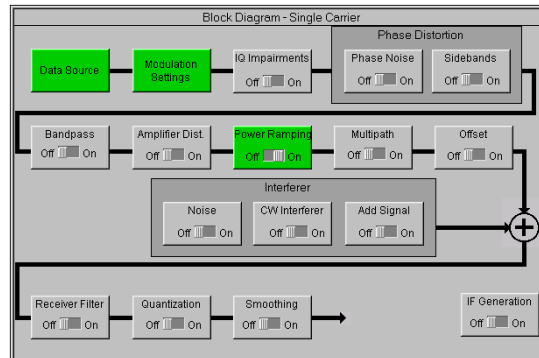 Block Diagram - Single Carrier
Phase Distortion
Data Source
Modulation
Settings
IQ Impairments
Off On
Phase Noise
Off On
Sidebands
Off On
Bandpass
Off On
Amplifier Dist.
Off On
Power Ramping
Off On
Multipath
Off On
Offset
Off On
Interferer
Noise
Off On
CW Interferer
Off On
Add Signal
Off On
Receiver Filter
Off On
Quantization
Off On
Smoothing
Off On
IF Generation
Off On